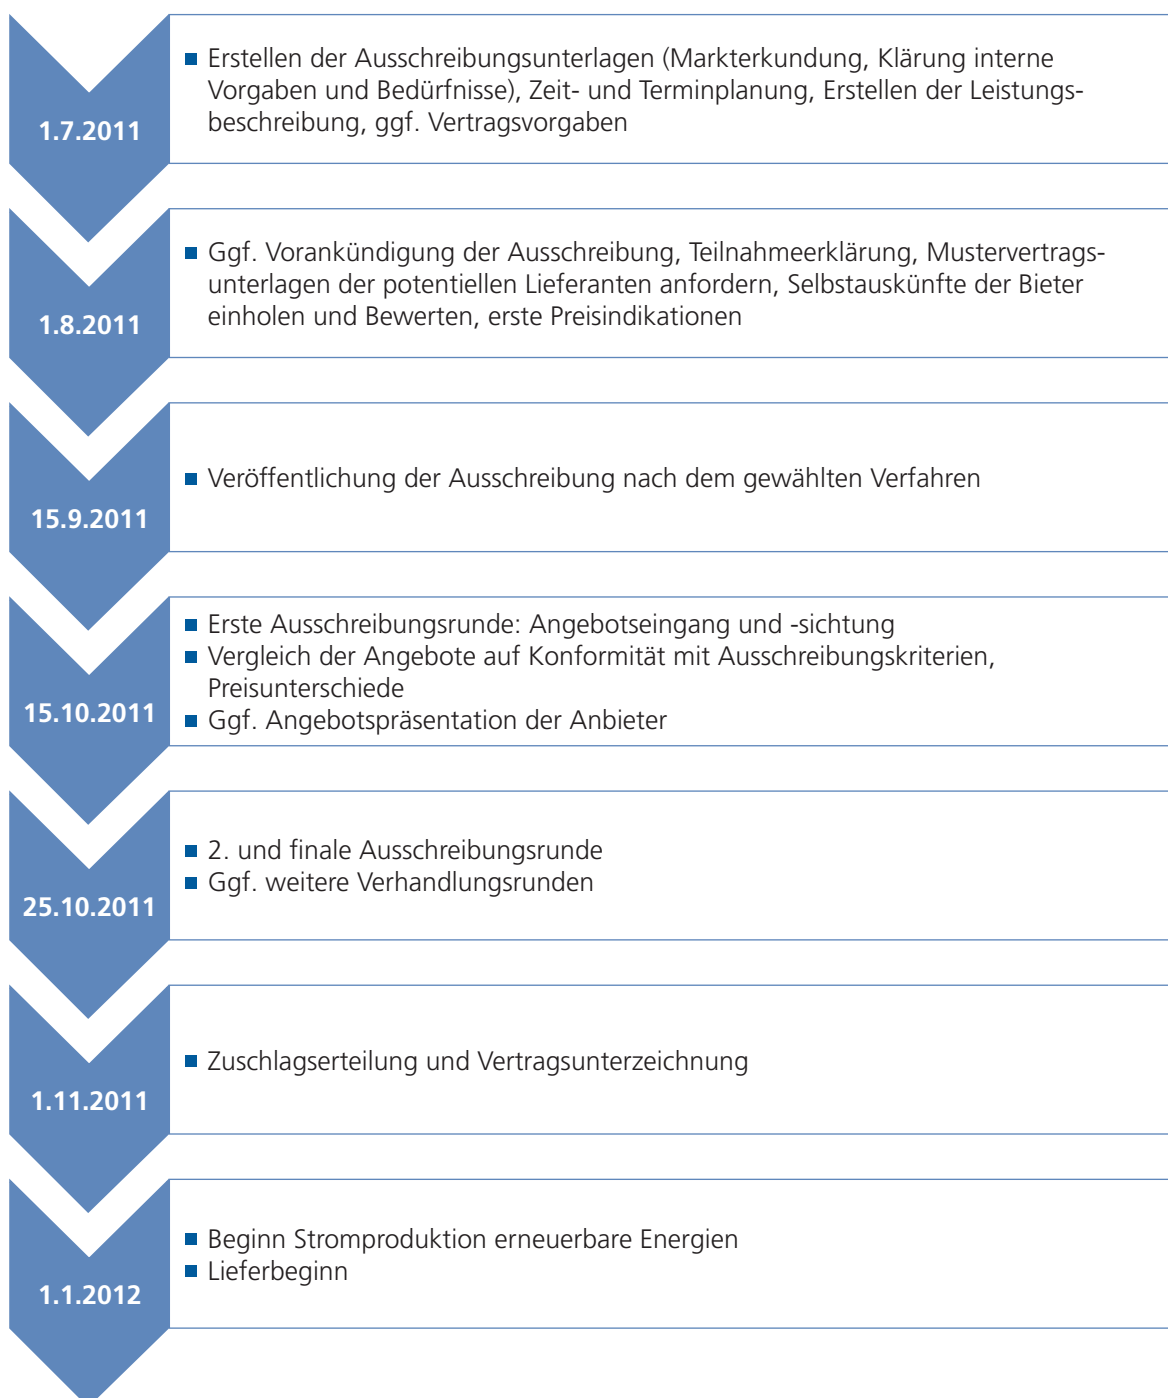 1.7.2011
■ Erstellen der Ausschreibungsunterlagen (Markterkundung, Klärung interne
Vorgaben und Bedürfnisse), Zeit- und Terminplanung, Erstellen der Leistungs-
beschreibung, ggf. Vertragsvorgaben
1.8.2011
■ Ggf. Vorankündigung der Ausschreibung, Teilnahmeerklärung, Mustervertrags-
unterlagen der potentiellen Lieferanten anfordern, Selbstauskünfte der Bieter
einholen und Bewerten, erste Preisindikationen
15.9.2011
■ Veröffentlichung der Ausschreibung nach dem gewählten Verfahren
15.10.2011
■ Erste Ausschreibungsrunde: Angebotseingang und -sichtung
■ Vergleich der Angebote auf Konformität mit Ausschreibungskriterien,
Preisunterschiede
■ Ggf. Angebotspräsentation der Anbieter
25.10.2011
■ 2. und finale Ausschreibungsrunde
■ Ggf. weitere Verhandlungsrunden
1.11.2011
■ Zuschlagserteilung und Vertragsunterzeichnung
1.1.2012
■ Beginn Stromproduktion erneuerbare Energien
■ Lieferbeginn